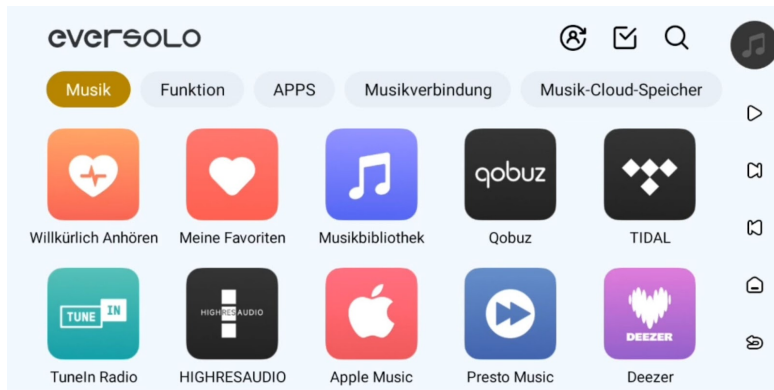 eversolo
Musik Funktion APPS Musikverbindung Musik-Cloud-Speicher
qobuz
Willkürlich Anhören Meine Favoriten Musikbibliothek Qobuz TIDAL
TUNE IN HIGHRESAUDIO DEEZER
TuneIn Radio HIGHRESAUDIO Apple Music Presto Music Deezer